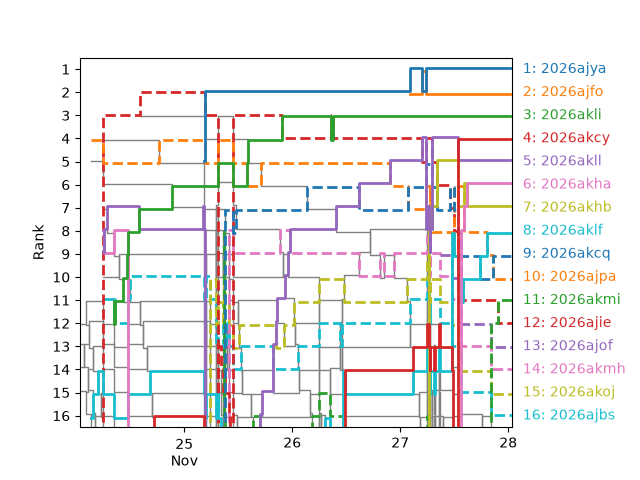 1
2
3
4
5
6
7
8
9
10
11
12
13
14
15
16
Rank
25
26
27
28
Nov
1: 2026ajya
2: 2026ajfo
3: 2026akli
4: 2026akcy
5: 2026akll
6: 2026akha
7: 2026akhb
8: 2026aklf
9: 2026akcq
10: 2026ajpa
11: 2026akmi
12: 2026ajie
13: 2026ajof
14: 2026akmh
15: 2026akoj
16: 2026ajbs